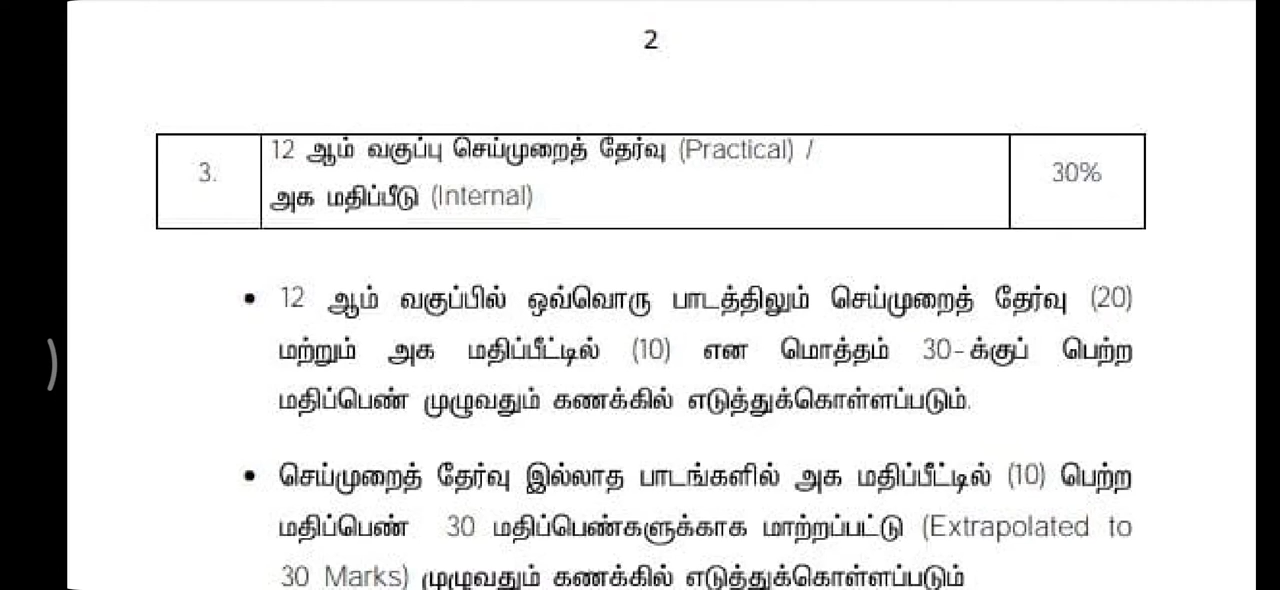 2
3.
12 ஆம் வகுப்பு செய்முறைத் தேர்வு (Practical) /
அக மதிப்பீடு (Internal)
30%
• 12 ஆம் வகுப்பில் ஒவ்வொரு பாடத்திலும் செய்முறைத் தேர்வு (20)
மற்றும் அக மதிப்பீட்டில் (10) என மொத்தம் 30-க்குப் பெற்ற
மதிப்பெண் முழுவதும் கணக்கில் எடுத்துக்கொள்ளப்படும்.
• செய்முறைத் தேர்வு இல்லாத பாடங்களில் அக மதிப்பீட்டில் (10) பெற்ற
மதிப்பெண் 30 மதிப்பெண்களுக்காக மாற்றப்பட்டு (Extrapolated to
30 Marks) முழுவதும் கணக்கில் எடுத்துக்கொள்ளப்படும்